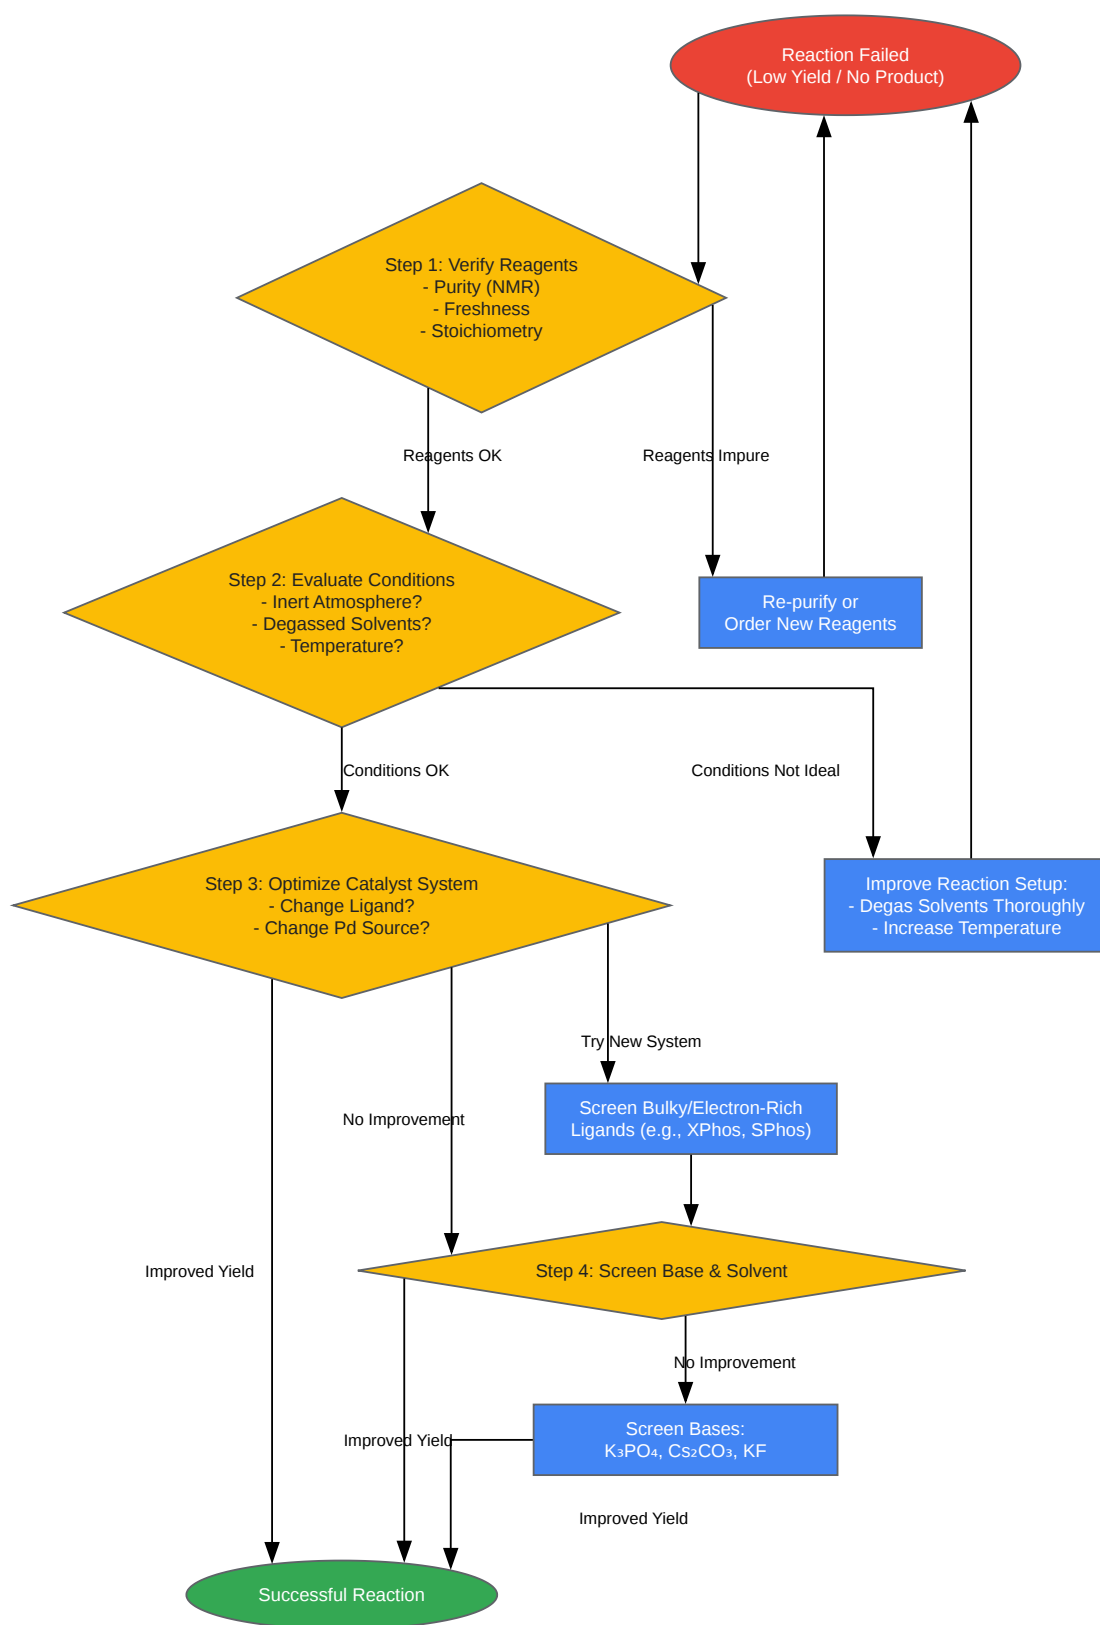 Reaction Failed
(Low Yield / No Product)
Step 1: Verify Reagents
- Purity (NMR)
- Freshness
- Stoichiometry
Reagents OK
Reagents Impure
Step 2: Evaluate Conditions
- Inert Atmosphere?
- Degassed Solvents?
- Temperature?
Re-purify or
Order New Reagents
Conditions OK
Conditions Not Ideal
Step 3: Optimize Catalyst System
- Change Ligand?
- Change Pd Source?
Improve Reaction Setup:
- Degas Solvents Thoroughly
- Increase Temperature
Try New System
No Improvement
Screen Bulky/Electron-Rich
Ligands (e.g., XPhos, SPhos)
Improved Yield
Step 4: Screen Base & Solvent
No Improvement
Improved Yield
Screen Bases:
K₃PO₄, Cs₂CO₃, KF
Improved Yield
Successful Reaction